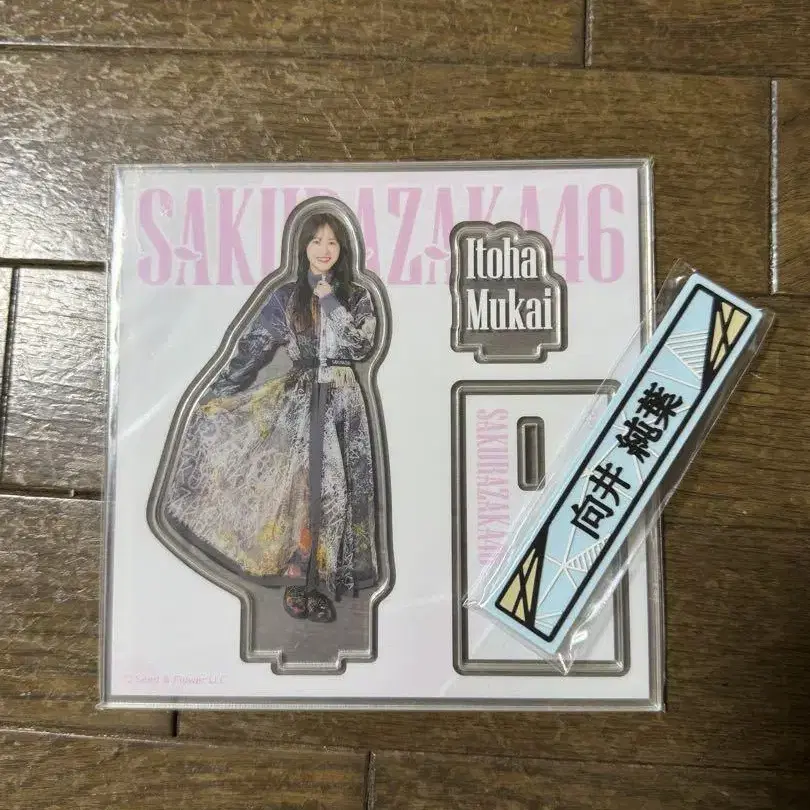 SAKURAZAKA46
Itoha
Mukai
SAKURAZAKA46
向井 純葉
©Seed & Flower LLC